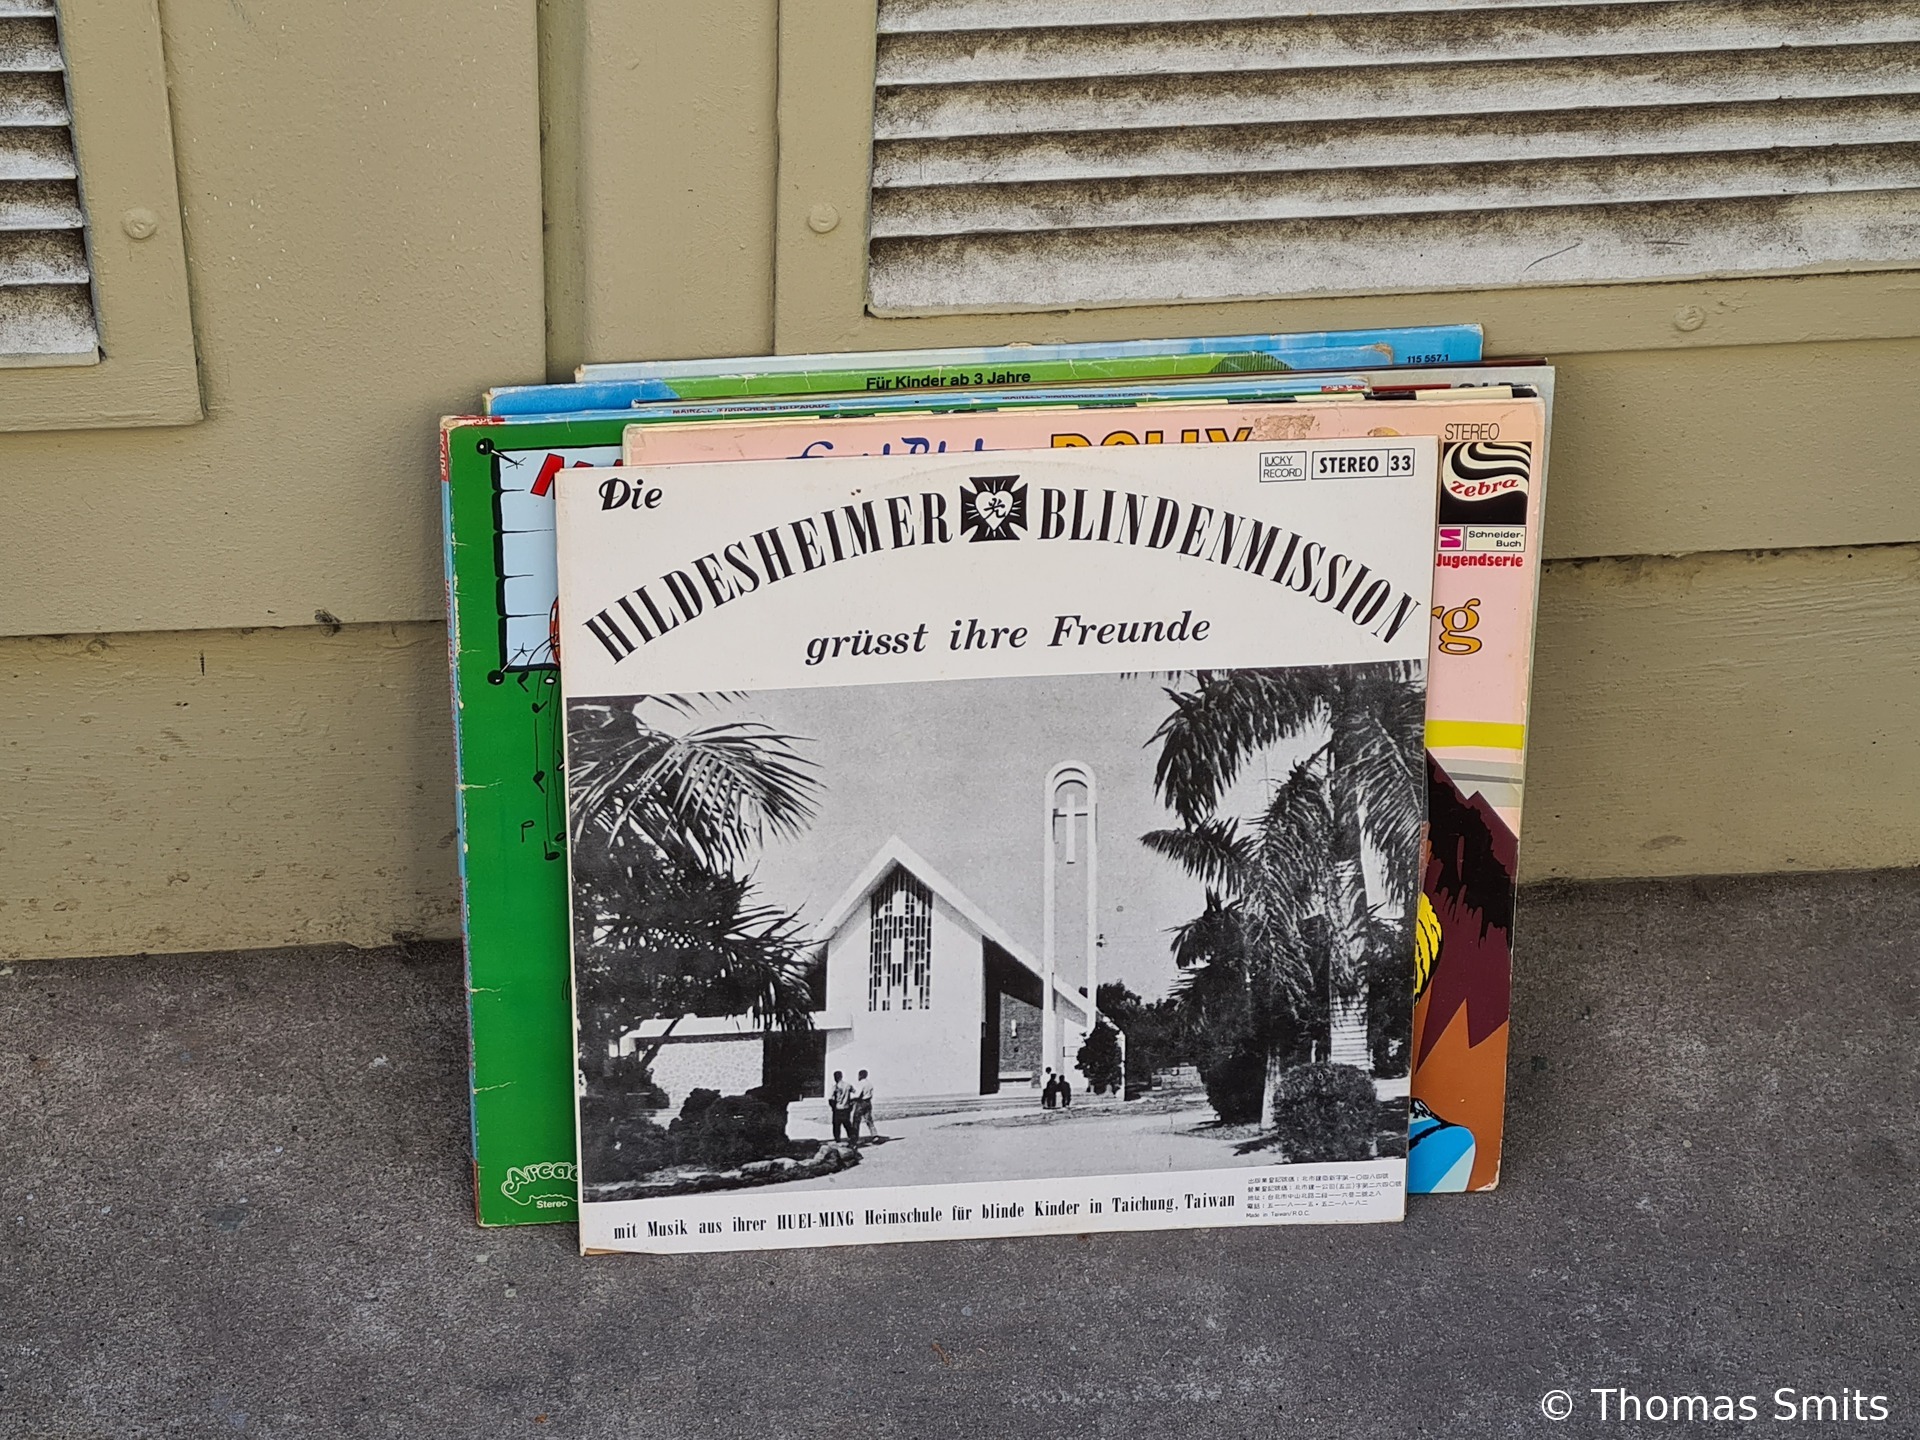 115 557.1
Für Kinder ab 3 Jahre
STEREO
zebra
Schneider-
Buch
Jugendserie
Die
LUCKY
RECORD
STEREO 33
HILDESHEIMER BLINDENMISSION
光
grüsst ihre Freunde
mit Musik aus ihrer HUEI-MING Heimschule für blinde Kinder in Taichung, Taiwan
Made in Taiwan/R.O.C.
Stereo
© Thomas Smits